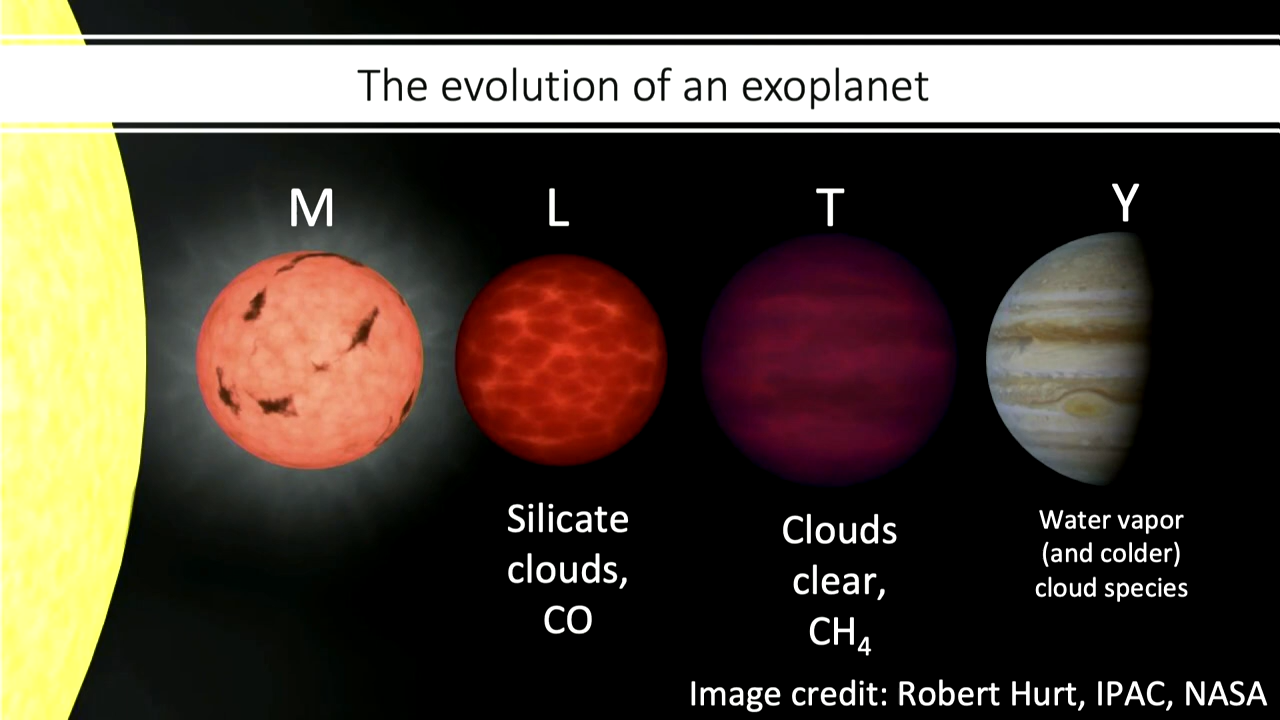 The evolution of an exoplanet
M
L
T
Y
Silicate
clouds,
CO
Clouds
clear,
CH₄
Water vapor
(and colder)
cloud species
Image credit: Robert Hurt, IPAC, NASA